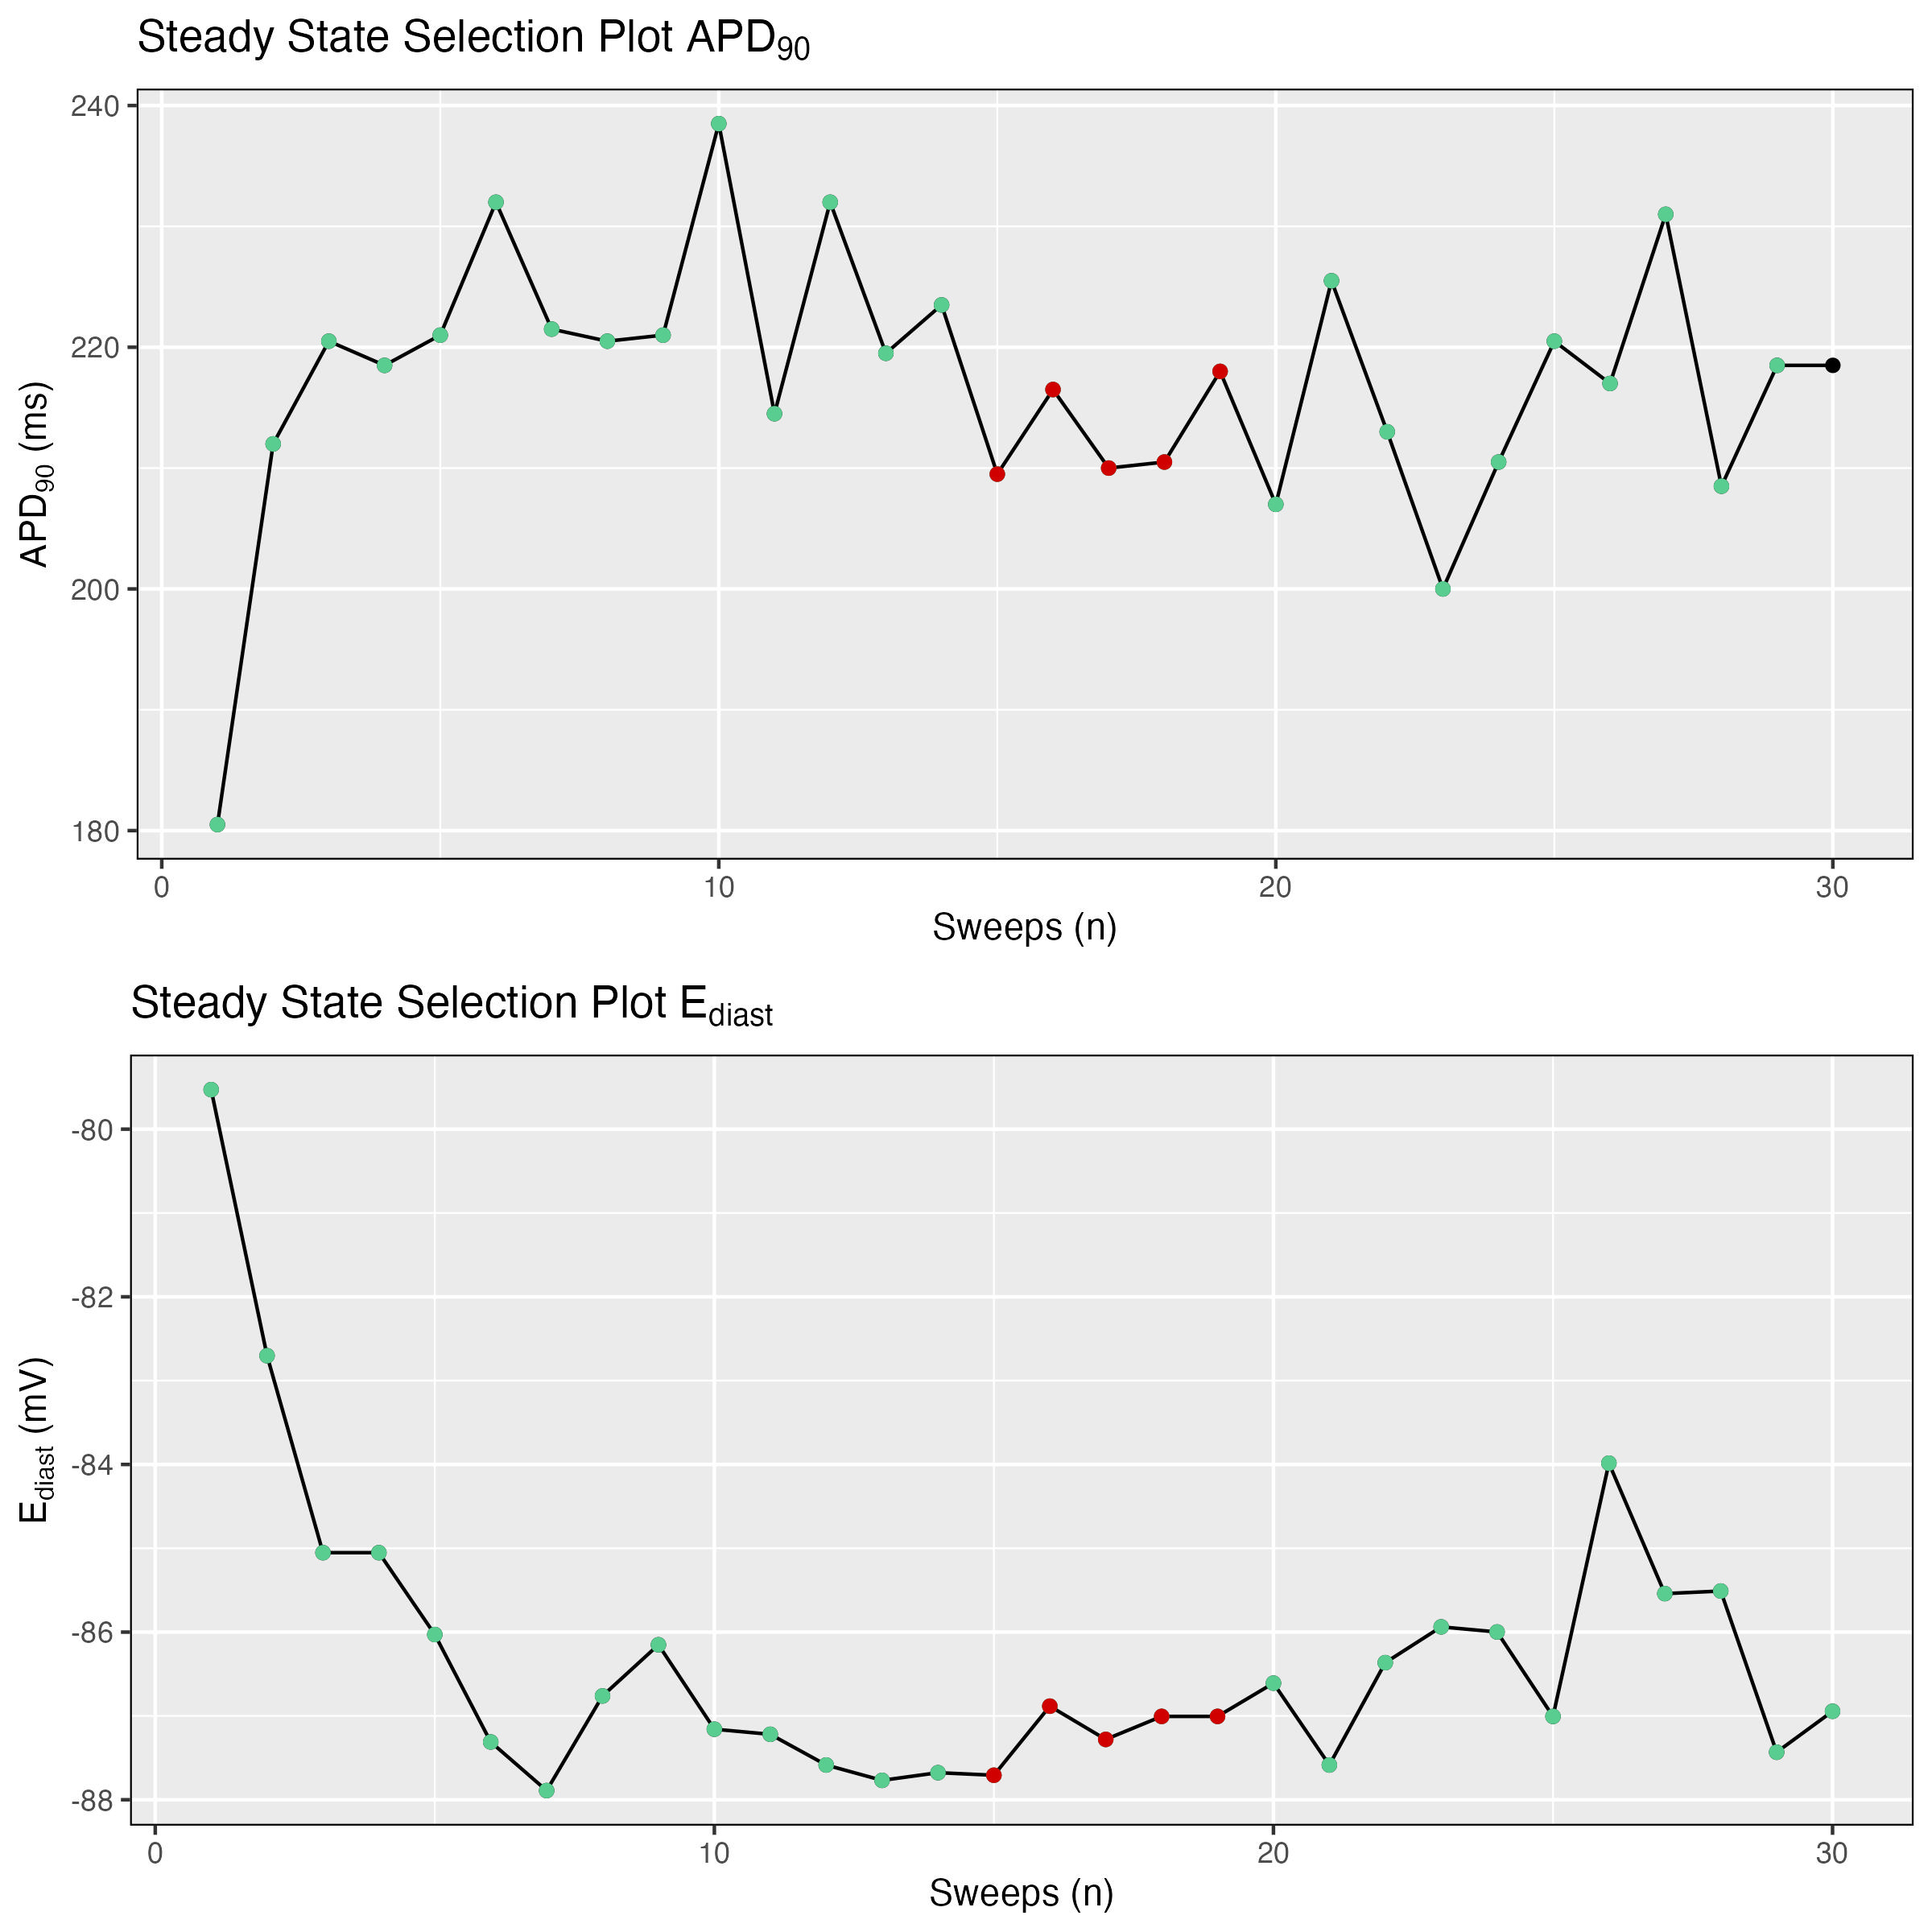 Steady State Selection Plot APD90
240
220
200
180
APD90 (ms)
0 10 20 30
Sweeps (n)
Steady State Selection Plot Ediast
-80
-82
-84
-86
-88
Ediast (mV)
0 10 20 30
Sweeps (n)